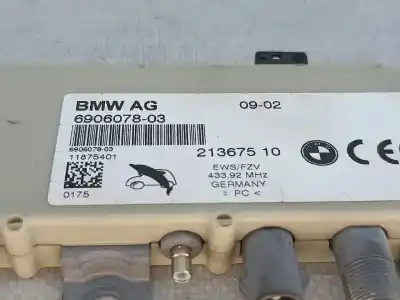 BMW AG 09-02
6906078-03
6906078-03
11875401 213675 10
EWS/FZV
433,92 MHz
GERMANY
0175 > PC <
CE